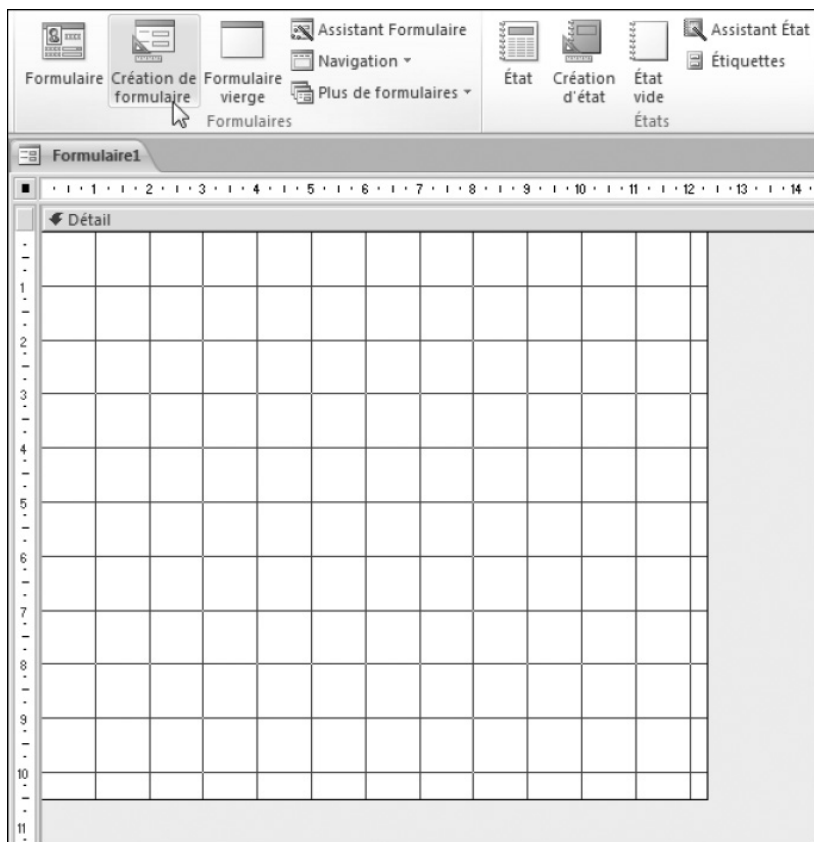 Formulaire
Création de
formulaire
Formulaire
vierge
Assistant Formulaire
Navigation
Plus de formulaires
Formulaires
État
Création
d'état
État
vide
Assistant État
Étiquettes
États
Formulaire1
1 2 3 4 5 6 7 8 9 10 11 12 13 14
Détail
1
2
3
4
5
6
7
8
9
10
11